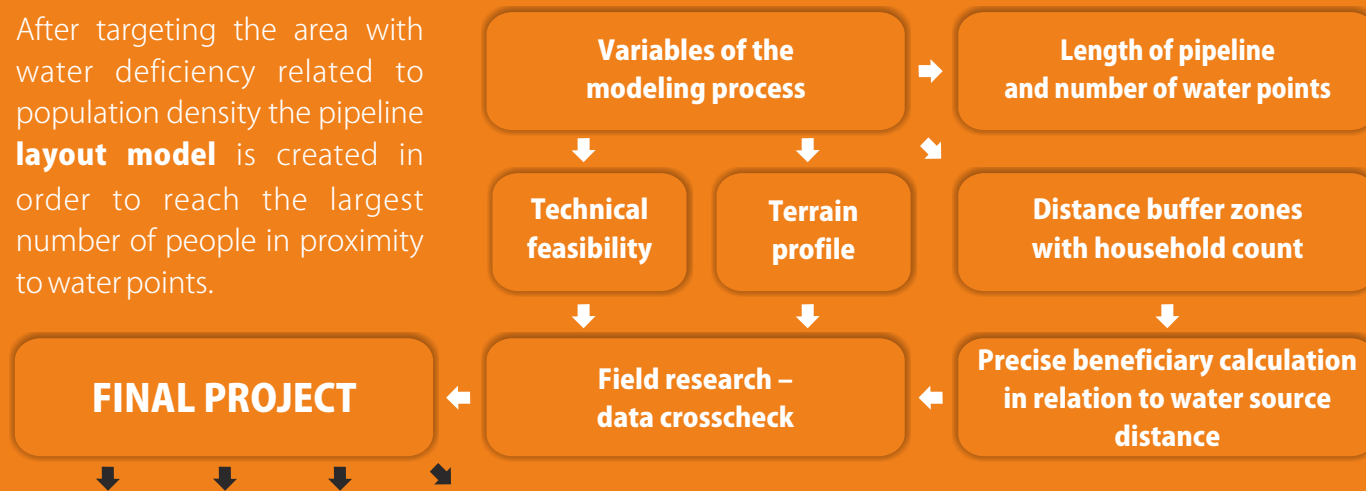 After targeting the area with
water deficiency related to
population density the pipeline
layout model is created in
order to reach the largest
number of people in proximity
to water points.
Variables of the
modeling process
Length of pipeline
and number of water points
Technical
feasibility
Terrain
profile
Distance buffer zones
with household count
FINAL PROJECT
Field research –
data crosscheck
Precise beneficiary calculation
in relation to water source
distance